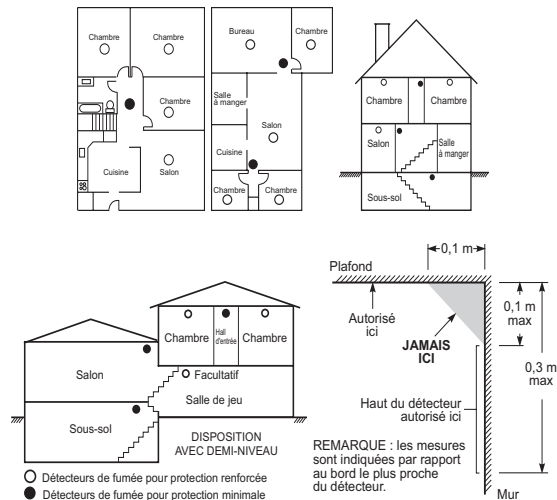 Chambre
Chambre
Chambre
Cuisine
Salon
Bureau
Chambre
Salle
à manger
Salon
Cuisine
Chambre
Chambre
Chambre
Chambre
Salon
Salle
à manger
Sous-sol
Chambre
Hall
d'entrée
Chambre
Salon
Facultatif
Salle de jeu
Sous-sol
DISPOSITION
AVEC DEMI-NIVEAU
Détecteurs de fumée pour protection renforcée
Détecteurs de fumée pour protection minimale
0,1 m
Plafond
Autorisé
ici
JAMAIS
ICI
0,1 m
max
0,3 m
max
Haut du détecteur
autorisé ici
REMARQUE : les mesures
sont indiquées par rapport
au bord le plus proche
du détecteur.
Mur